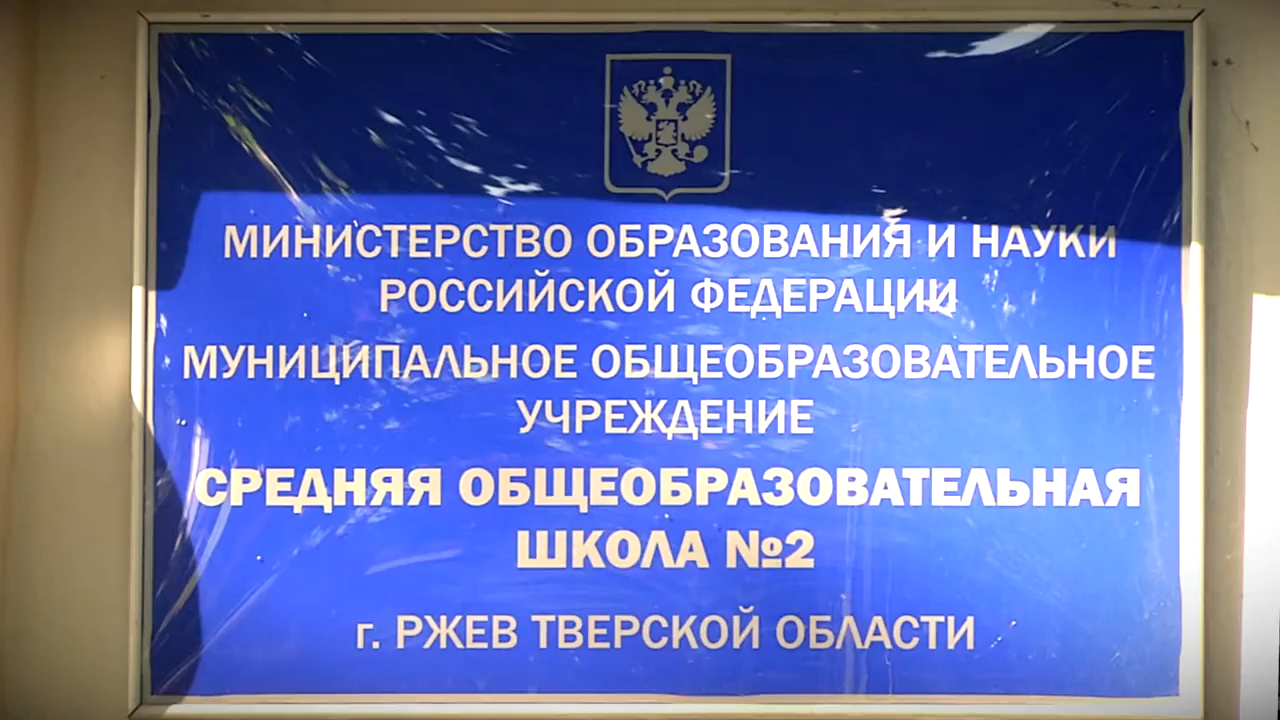 МИНИСТЕРСТВО ОБРАЗОВАНИЯ И НАУКИ
РОССИЙСКОЙ ФЕДЕРАЦИИ
МУНИЦИПАЛЬНОЕ ОБЩЕОБРАЗОВАТЕЛЬНОЕ
УЧРЕЖДЕНИЕ
СРЕДНЯЯ ОБЩЕОБРАЗОВАТЕЛЬНАЯ
ШКОЛА №2
г. РЖЕВ ТВЕРСКОЙ ОБЛАСТИ